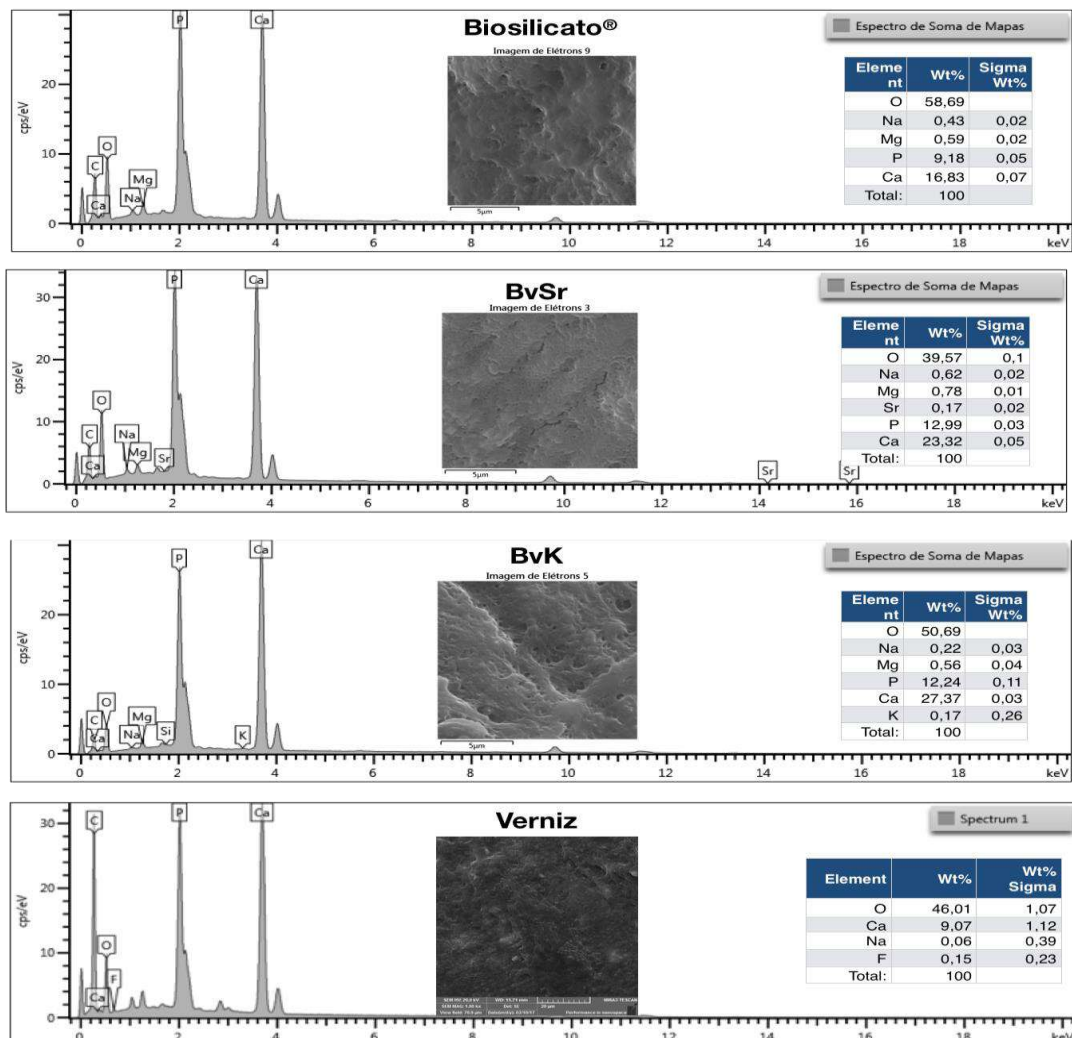 Biosilicato®
Imagem de Elétrons 9
5µm
Espectro de Soma de Mapas
Eleme nt Wt% Sigma Wt%
O 58,69
Na 0,43 0,02
Mg 0,59 0,02
P 9,18 0,05
Ca 16,83 0,07
Total: 100
cps/eV
20
10
0
P Ca
O
C
Mg
Ca Na
0 2 4 6 8 10 12 14 16 18 keV
BvSr
Imagem de Elétrons 3
5µm
Espectro de Soma de Mapas
Eleme nt Wt% Sigma Wt%
O 39,57 0,1
Na 0,62 0,02
Mg 0,78 0,01
Sr 0,17 0,02
P 12,99 0,03
Ca 23,32 0,05
Total: 100
cps/eV
30
20
10
0
P Ca
O
C Na
Mg
Ca Sr Sr Sr
0 2 4 6 8 10 12 14 16 18 keV
BvK
Imagem de Elétrons 5
5µm
Espectro de Soma de Mapas
Eleme nt Wt% Sigma Wt%
O 50,69
Na 0,22 0,03
Mg 0,56 0,04
P 12,24 0,11
Ca 27,37 0,03
K 0,17 0,26
Total: 100
cps/eV
30
20
10
0
Ca
P
O
C Mg
Ca Na Si K
0 2 4 6 8 10 12 14 16 18 keV
Verniz
Spectrum 1
Element Wt% Wt% Sigma
O 46,01 1,07
Ca 9,07 1,12
Na 0,06 0,39
F 0,15 0,23
Total: 100
cps/eV
30
20
10
0
C P Ca
O
F
Ca
20 µm
MIRA3 TESCAN
Performance in nanospace
0 2 4 6 8 10 12 14 16 18 keV